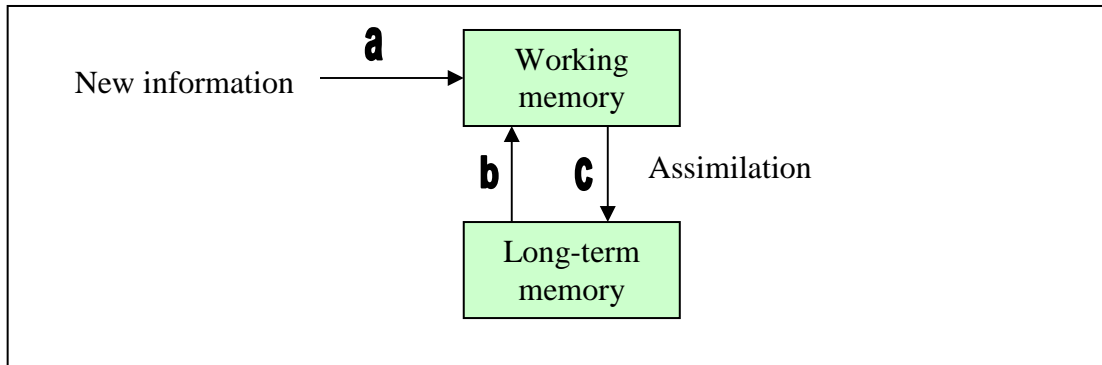 a
New information
Working
memory
b
c
Assimilation
Long-term
memory